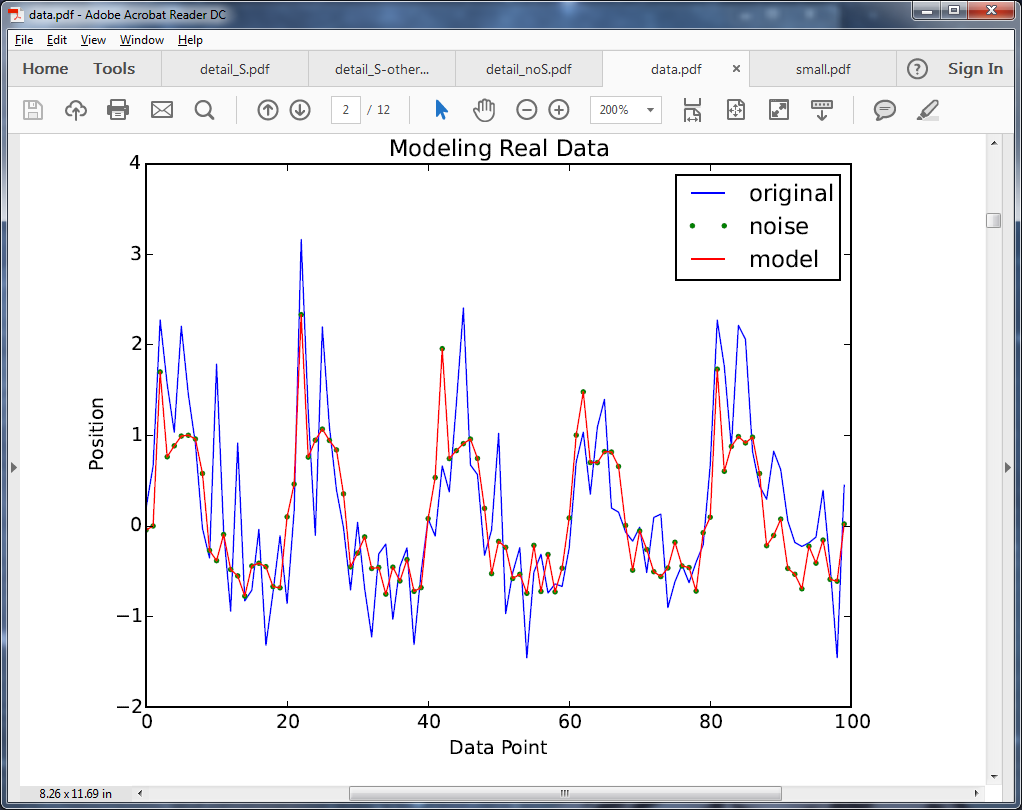 data.pdf - Adobe Acrobat Reader DC
File Edit View Window Help
Home Tools detail_S.pdf detail_S-other... detail_noS.pdf data.pdf × small.pdf ? Sign In
2 / 12 200%
Modeling Real Data
original
noise
model
4
3
2
1
0
−1
−2
Position
0 20 40 60 80 100
Data Point
8.26 x 11.69 in